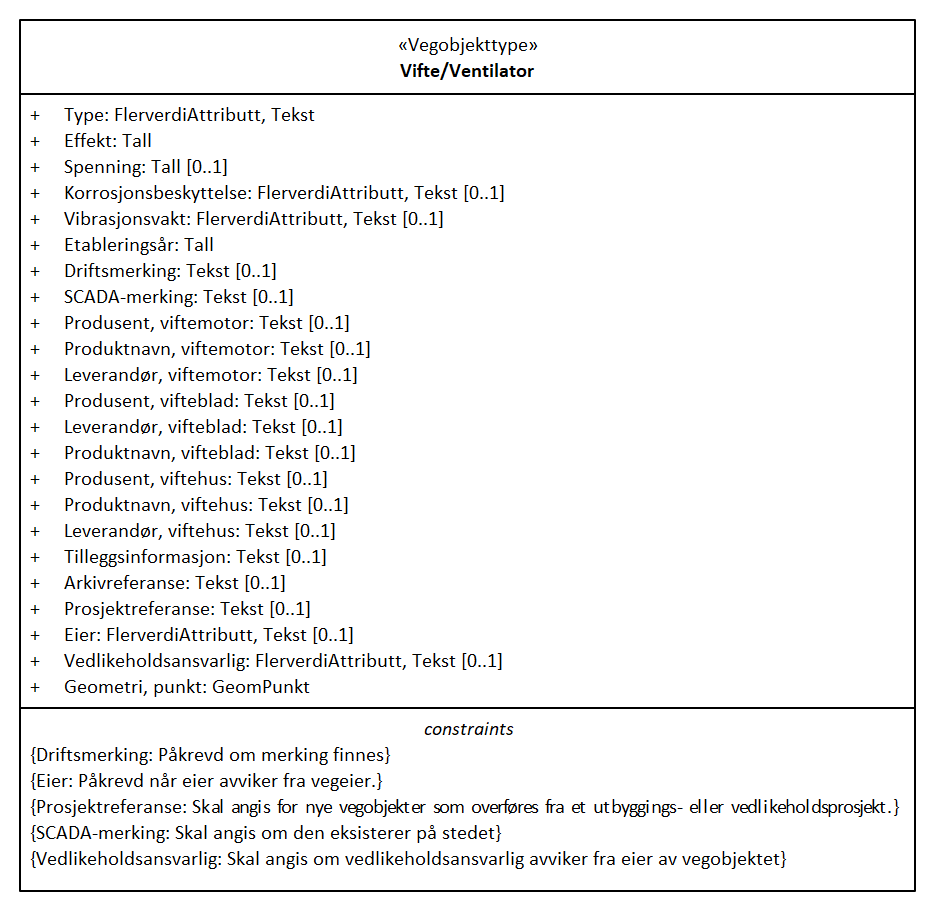 «Vegobjekttype»
Vifte/Ventilator
+ Type: FlerverdiAttributt, Tekst
+ Effekt: Tall
+ Spenning: Tall [0..1]
+ Korrosjonsbeskyttelse: FlerverdiAttributt, Tekst [0..1]
+ Vibrasjonsvakt: FlerverdiAttributt, Tekst [0..1]
+ Etableringsår: Tall
+ Driftsmerking: Tekst [0..1]
+ SCADA-merking: Tekst [0..1]
+ Produsent, viftemotor: Tekst [0..1]
+ Produktnavn, viftemotor: Tekst [0..1]
+ Leverandør, viftemotor: Tekst [0..1]
+ Produsent, vifteblad: Tekst [0..1]
+ Leverandør, vifteblad: Tekst [0..1]
+ Produktnavn, vifteblad: Tekst [0..1]
+ Produsent, viftehus: Tekst [0..1]
+ Produktnavn, viftehus: Tekst [0..1]
+ Leverandør, viftehus: Tekst [0..1]
+ Tilleggsinformasjon: Tekst [0..1]
+ Arkivreferanse: Tekst [0..1]
+ Prosjektreferanse: Tekst [0..1]
+ Eier: FlerverdiAttributt, Tekst [0..1]
+ Vedlikeholdsansvarlig: FlerverdiAttributt, Tekst [0..1]
+ Geometri, punkt: GeomPunkt
constraints
{Driftsmerking: Påkrevd om merking finnes}
{Eier: Påkrevd når eier avviker fra vegeier.}
{Prosjektreferanse: Skal angis for nye vegobjekter som overføres fra et utbyggings- eller vedlikeholdsprosjekt.}
{SCADA-merking: Skal angis om den eksisterer på stedet}
{Vedlikeholdsansvarlig: Skal angis om vedlikeholdsansvarlig avviker fra eier av vegobjektet}